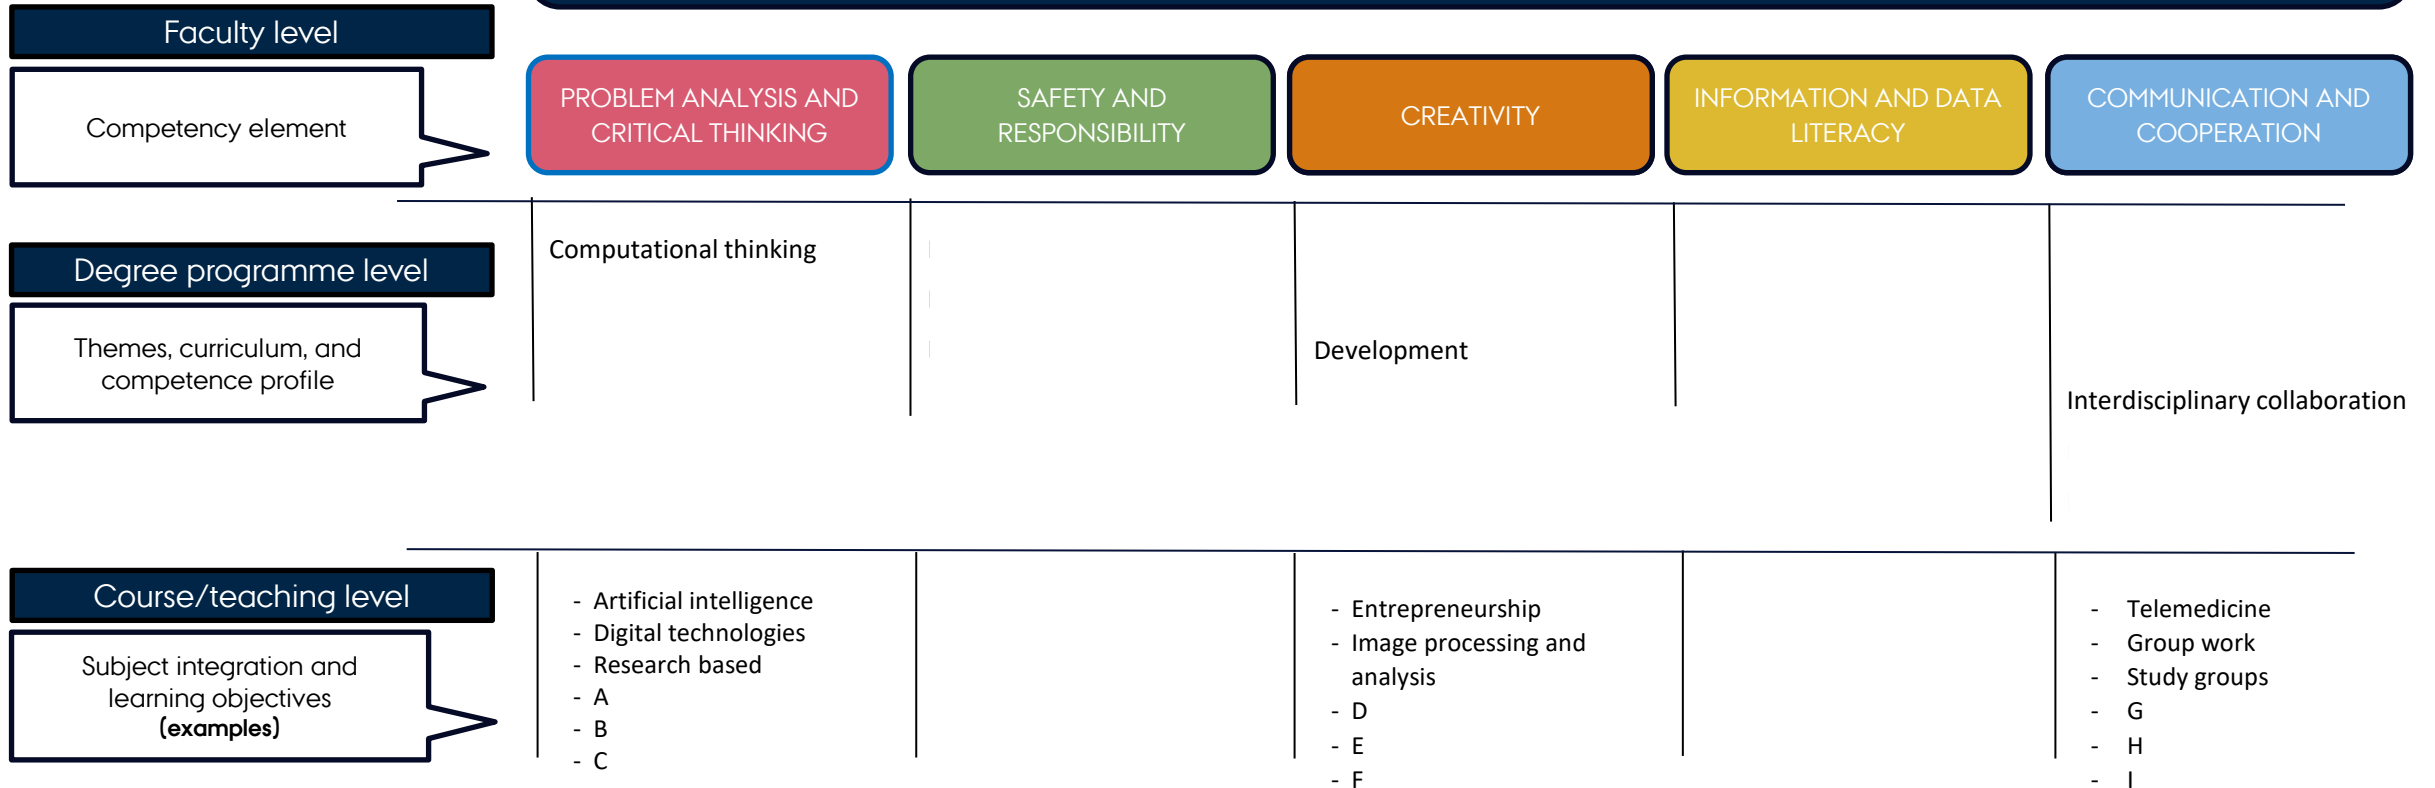 Faculty level
Competency element
PROBLEM ANALYSIS AND
CRITICAL THINKING
SAFETY AND
RESPONSIBILITY
CREATIVITY
INFORMATION AND DATA
LITERACY
COMMUNICATION AND
COOPERATION
Degree programme level
Themes, curriculum, and
competence profile
Computational thinking
Development
Interdisciplinary collaboration
Course/teaching level
Subject integration and
learning objectives
(examples)
- Artificial intelligence
- Digital technologies
- Research based
- A
- B
- C
- Entrepreneurship
- Image processing and
analysis
- D
- E
- F
- Telemedicine
- Group work
- Study groups
- G
- H
- I